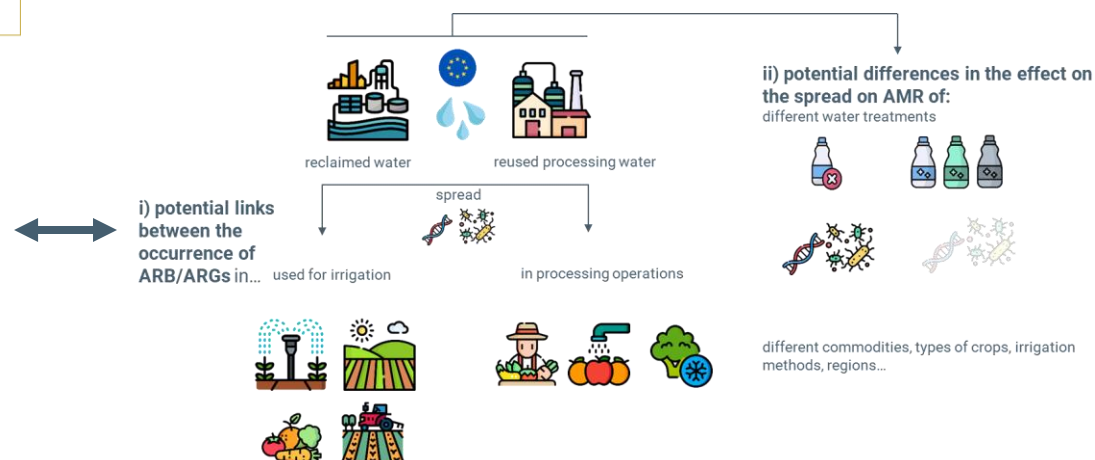 ii) potential differences in the effect on
the spread on AMR of:
different water treatments
reclaimed water
reused processing water
spread
i) potential links
between the
occurrence of
ARB/ARGs in...
used for irrigation
in processing operations
different commodities, types of crops, irrigation
methods, regions...